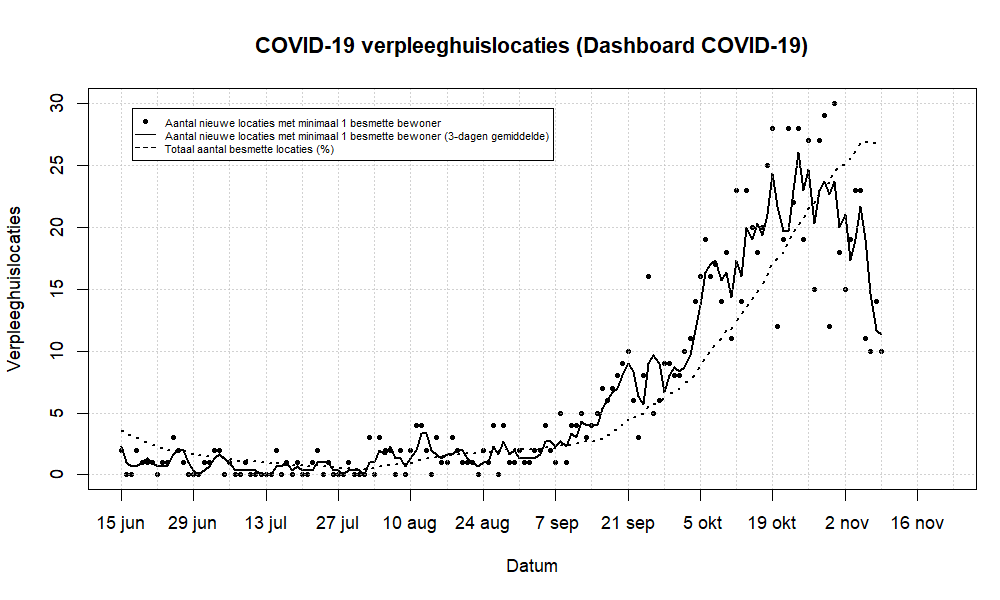 COVID-19 verpleeghuislocaties (Dashboard COVID-19)
Aantal nieuwe locaties met minimaal 1 besmette bewoner
Aantal nieuwe locaties met minimaal 1 besmette bewoner (3-dagen gemiddelde)
Totaal aantal besmette locaties (%)
Verpleeghuislocaties
30
25
20
15
10
5
0
15 jun 29 jun 13 jul 27 jul 10 aug 24 aug 7 sep 21 sep 5 okt 19 okt 2 nov 16 nov
Datum